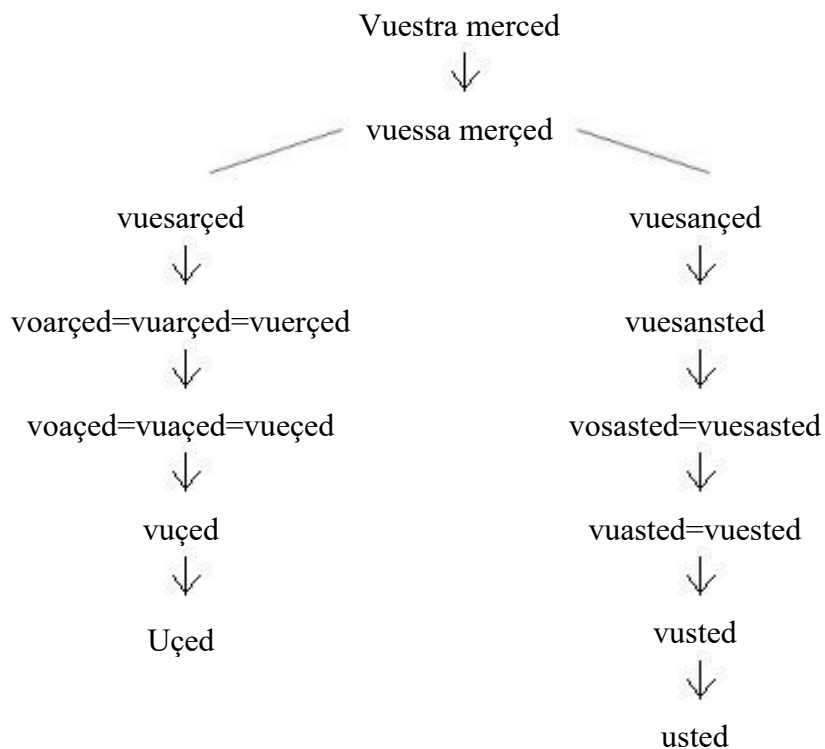 Vuestra merced
vuessa merçed
vuesarçed vuesançed
voarçed=vuarçed=vuerçed vuesansted
voaçed=vuaçed=vueçed vosasted=vuesasted
vuçed vuasted=vuested
Uçed vusted
usted